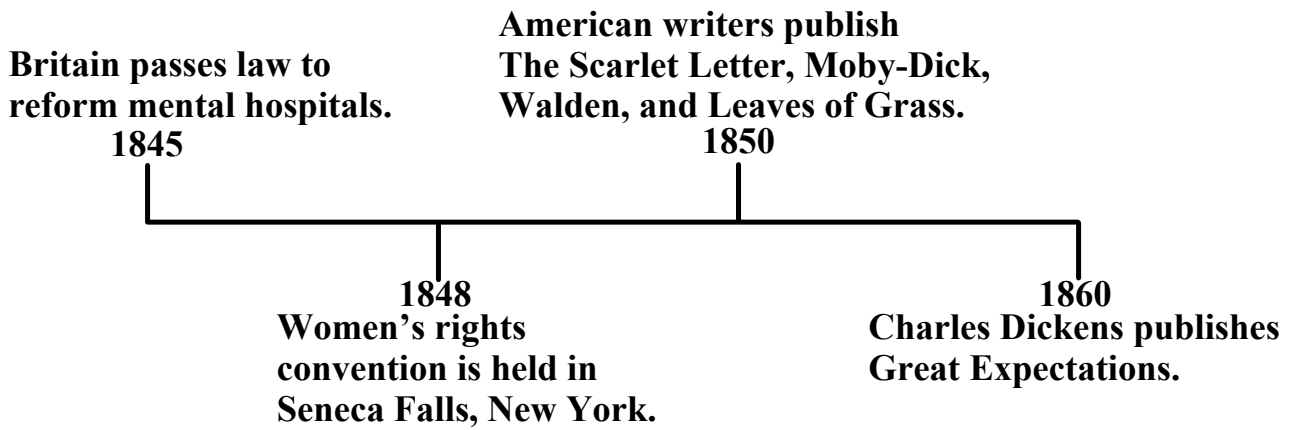 Britain passes law to
reform mental hospitals.
1845
American writers publish
The Scarlet Letter, Moby-Dick,
Walden, and Leaves of Grass.
1850
1848
Women’s rights
convention is held in
Seneca Falls, New York.
1860
Charles Dickens publishes
Great Expectations.